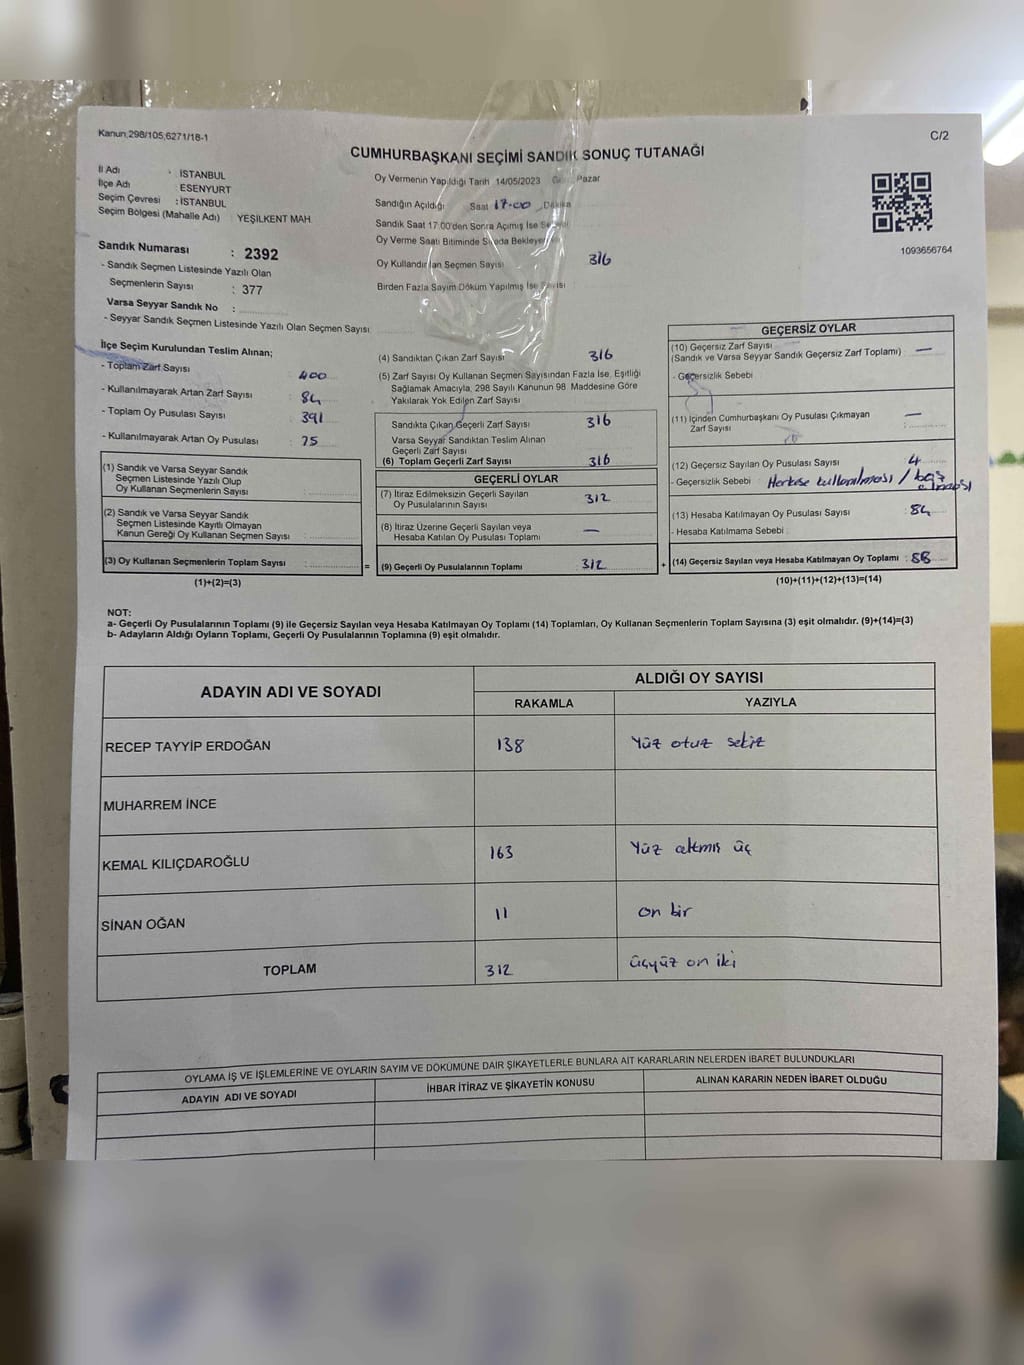 Kanun;298/105;6271/18-1
C/2
CUMHURBAŞKANI SEÇİMİ SANDIK SONUÇ TUTANAĞI
İl Adı : İSTANBUL
İlçe Adı : ESENYURT
Seçim Çevresi : İSTANBUL
Seçim Bölgesi (Mahalle Adı) : YEŞİLKENT MAH
Sandık Numarası : 2392
- Sandık Seçmen Listesinde Yazılı Olan
Seçmenlerin Sayısı : 377
Varsa Seyyar Sandık No :
- Seyyar Sandık Seçmen Listesinde Yazılı Olan Seçmen Sayısı
Oy Vermenin Yapıldığı Tarih 14/05/2023 Pazar
Sandığın Açıldığı Saat 17.00 Dakika
Sandık Saat 17.00'den Sonra Açılmış İse
Oy Verme Saati Bitiminde Sırada
Oy Kullandırılan Seçmen Sayısı 316
Birden Fazla Sayım Döküm Yapılmış İse Sayısı
1093656764
İlçe Seçim Kurulundan Teslim Alınan;
- Toplam Zarf Sayısı : 400
- Kullanılmayarak Artan Zarf Sayısı : 84
- Toplam Oy Pusulası Sayısı : 391
- Kullanılmayarak Artan Oy Pusulası : 75
(1) Sandık ve Varsa Seyyar Sandık
Seçmen Listesinde Yazılı Olup
Oy Kullanan Seçmenlerin Sayısı :
(2) Sandık ve Varsa Seyyar Sandık
Seçmen Listesinde Kayıtlı Olmayan
Kanun Gereği Oy Kullanan Seçmen Sayısı :
(3) Oy Kullanan Seçmenlerin Toplam Sayısı :
(1)+(2)=(3)
(4) Sandıktan Çıkan Zarf Sayısı 316
(5) Zarf Sayısı Oy Kullanan Seçmen Sayısından Fazla İse, Eşitliği
Sağlamak Amacıyla, 298 Sayılı Kanunun 98. Maddesine Göre
Yakılarak Yok Edilen Zarf Sayısı
Sandıkta Çıkan Geçerli Zarf Sayısı 316
Varsa Seyyar Sandıktan Teslim Alınan
Geçerli Zarf Sayısı
(6) Toplam Geçerli Zarf Sayısı 316
GEÇERLİ OYLAR
(7) İtiraz Edilmeksizin Geçerli Sayılan
Oy Pusulalarının Sayısı : 312
(8) İtiraz Üzerine Geçerli Sayılan veya
Hesaba Katılan Oy Pusulası Toplamı : —
= (9) Geçerli Oy Pusulalarının Toplamı : 312 +
GEÇERSİZ OYLAR
(10) Geçersiz Zarf Sayısı
(Sandık ve Varsa Seyyar Sandık Geçersiz Zarf Toplamı) : —
- Geçersizlik Sebebi
(11) İçinden Cumhurbaşkanı Oy Pusulası Çıkmayan
Zarf Sayısı : —
(12) Geçersiz Sayılan Oy Pusulası Sayısı 4
- Geçersizlik Sebebi Herkese kullanılması / boş
olması
(13) Hesaba Katılmayan Oy Pusulası Sayısı : 84
- Hesaba Katılmama Sebebi :
(14) Geçersiz Sayılan veya Hesaba Katılmayan Oy Toplamı : 88
(10)+(11)+(12)+(13)=(14)
NOT:
a- Geçerli Oy Pusulalarının Toplamı (9) ile Geçersiz Sayılan veya Hesaba Katılmayan Oy Toplamı (14) Toplamları, Oy Kullanan Seçmenlerin Toplam Sayısına (3) eşit olmalıdır. (9)+(14)=(3)
b- Adayların Aldığı Oyların Toplamı, Geçerli Oy Pusulalarının Toplamına (9) eşit olmalıdır.
ADAYIN ADI VE SOYADI
ALDIĞI OY SAYISI
RAKAMLA YAZIYLA
RECEP TAYYİP ERDOĞAN 138 Yüz otuz sekiz
MUHARREM İNCE
KEMAL KILIÇDAROĞLU 163 Yüz altmış üç
SİNAN OĞAN 11 on bir
TOPLAM 312 üçyüz on iki
OYLAMA İŞ VE İŞLEMLERİNE VE OYLARIN SAYIM VE DÖKÜMÜNE DAİR ŞİKAYETLERLE BUNLARA AİT KARARLARIN NELERDEN İBARET BULUNDUKLARI
ADAYIN ADI VE SOYADI İHBAR İTİRAZ VE ŞİKAYETİN KONUSU ALINAN KARARIN NEDEN İBARET OLDUĞU